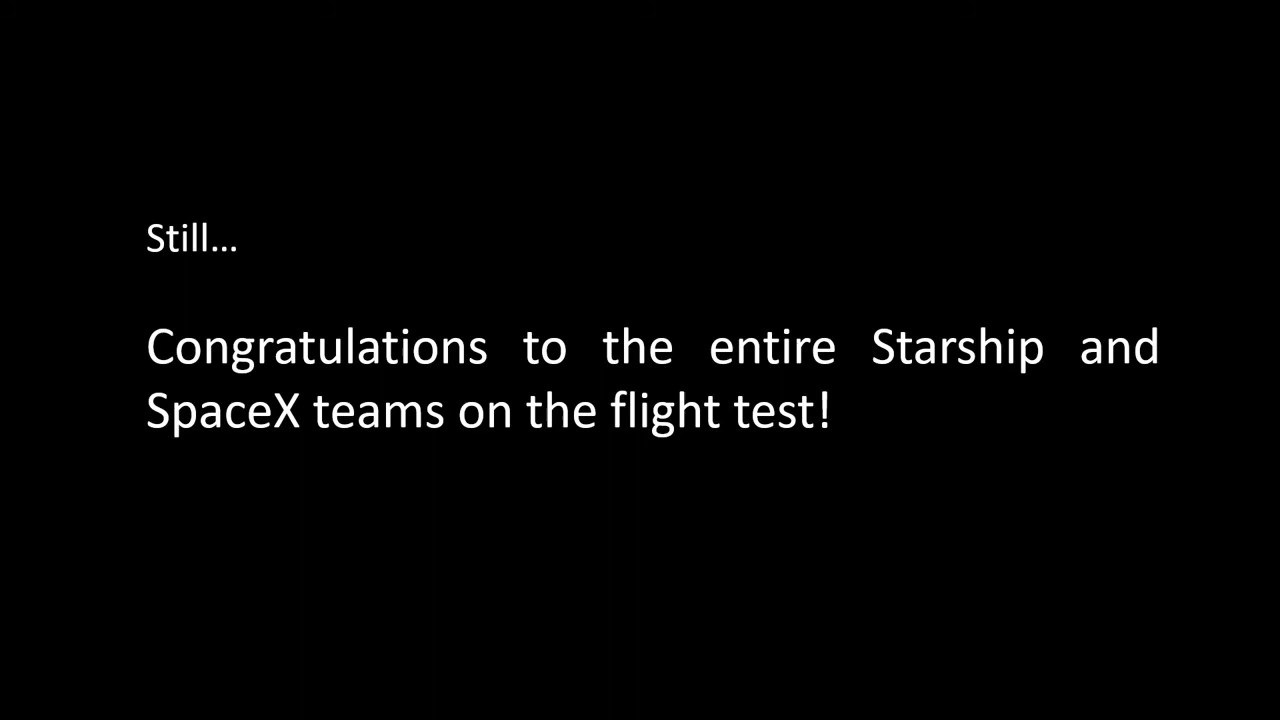 Still…
Congratulations to the entire Starship and
SpaceX teams on the flight test!